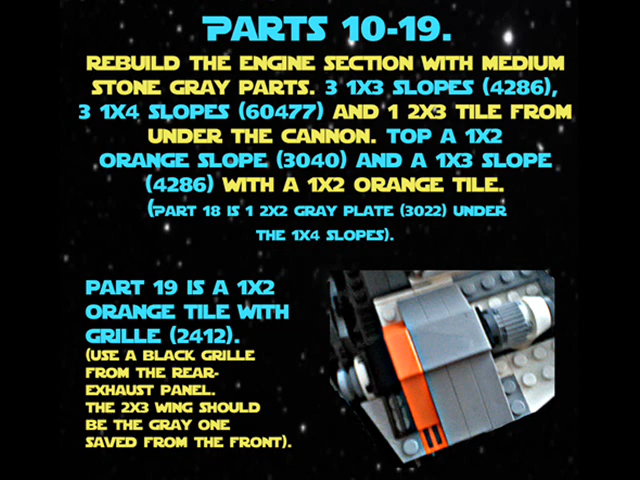 PARTS 10-19.
REBUILD THE ENGINE SECTION WITH MEDIUM
STONE GRAY PARTS. 3 1X3 SLOPES (4286),
3 1X4 SLOPES (60477) AND 1 2X3 TILE FROM
UNDER THE CANNON. TOP A 1X2
ORANGE SLOPE (3040) AND A 1X3 SLOPE
(4286) WITH A 1X2 ORANGE TILE.
(PART 18 IS 1 2X2 GRAY PLATE (3022) UNDER
THE 1X4 SLOPES).
PART 19 IS A 1X2
ORANGE TILE WITH
GRILLE (2412).
(USE A BLACK GRILLE
FROM THE REAR-
EXHAUST PANEL.
THE 2X3 WING SHOULD
BE THE GRAY ONE
SAVED FROM THE FRONT).